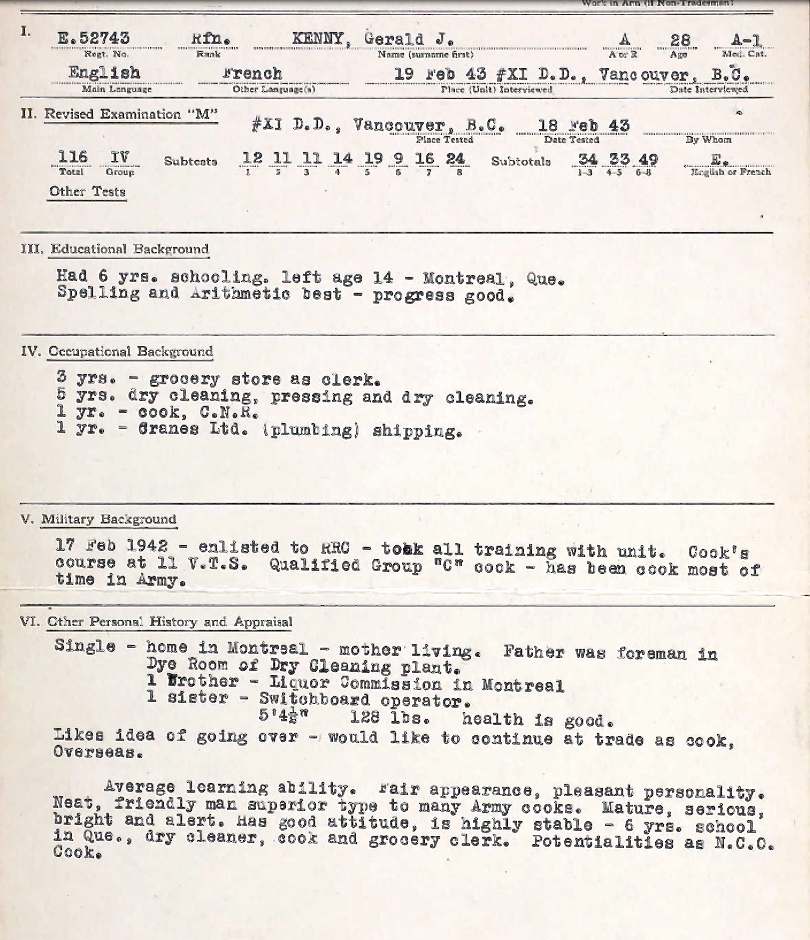 Work in Arm (if Non-Tradesman)
I. E.52743 Rfn. KENNY, Gerald J. A 28 A-1
Regt. No. Rank Name (surname first) A or R Age Med. Cat.
English French 19 Feb 43 #XI D.D., Vancouver, B.C.
Main Language Other Language(s) Place (Unit) Interviewed Date Interviewed
II. Revised Examination "M"
#XI D.D., Vancouver, B.C. 18 Feb 43
Place Tested Date Tested By Whom
116 IV Subtests 12 11 11 14 19 9 16 24 Subtotals 34 33 49 E.
Total Group 1 2 3 4 5 6 7 8 1-3 4-5 6-8 English or French
Other Tests
III. Educational Background
Had 6 yrs. schooling. left age 14 - Montreal, Que.
Spelling and Arithmetic best - progress good.
IV. Occupational Background
3 yrs. - grocery store as clerk.
5 yrs. dry cleaning, pressing and dry cleaning.
1 yr. - cook, C.N.R.
1 yr. - Cranes Ltd. (plumbing) shipping.
V. Military Background
17 Feb 1942 - enlisted to RRC - took all training with unit. Cook's
course at 11 V.T.S. Qualified Group "C" cook - has been cook most of
time in Army.
VI. Other Personal History and Appraisal
Single - home in Montreal - mother living. Father was foreman in
Dye Room of Dry Cleaning plant.
1 Brother - Liquor Commission in Montreal
1 sister - Switchboard operator.
5'4½" 128 lbs. health is good.
Likes idea of going over - would like to continue at trade as cook,
Overseas.
Average learning ability. Fair appearance, pleasant personality.
Neat, friendly man superior type to many Army cooks. Mature, serious,
bright and alert. Has good attitude, is highly stable - 6 yrs. school
in Que., dry cleaner, cook and grocery clerk. Potentialities as N.C.O.
Cook.